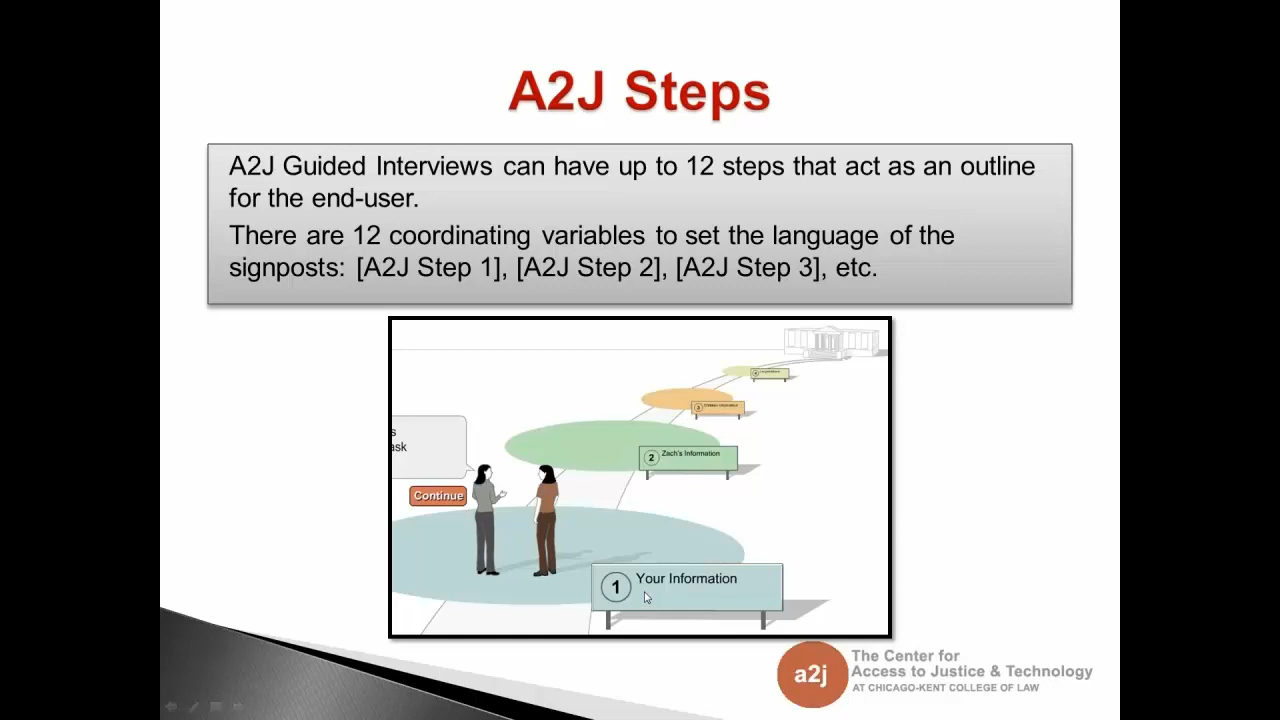 A2J Steps
A2J Guided Interviews can have up to 12 steps that act as an outline
for the end-user.
There are 12 coordinating variables to set the language of the
signposts: [A2J Step 1], [A2J Step 2], [A2J Step 3], etc.
s
ask
Continue
3
2 Zach's Information
1 Your Information
a2j
The Center for
Access to Justice & Technology
AT CHICAGO-KENT COLLEGE OF LAW